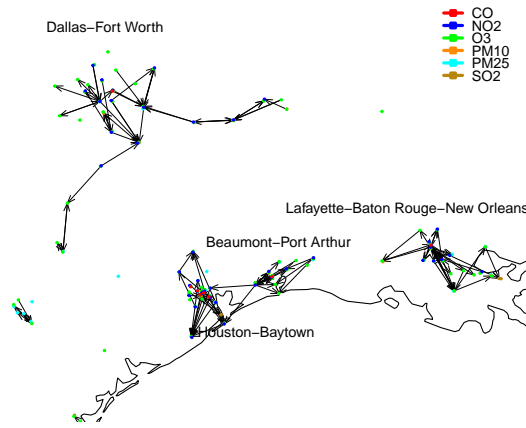 CO
NO2
O3
PM10
PM25
SO2
Dallas−Fort Worth
Lafayette−Baton Rouge−New Orleans
Beaumont−Port Arthur
Houston−Baytown